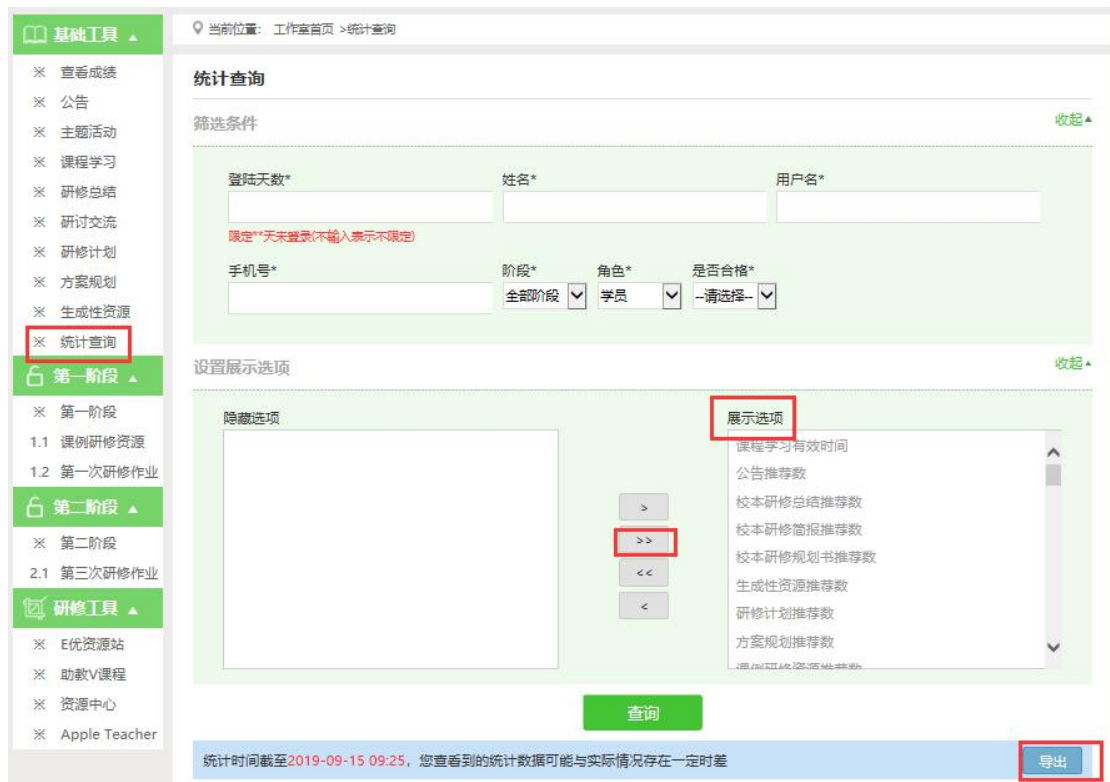 基础工具 ▲
※ 查看成绩
※ 公告
※ 主题活动
※ 课程学习
※ 研修总结
※ 研讨交流
※ 研修计划
※ 方案规划
※ 生成性资源
※ 统计查询
第一阶段 ▲
※ 第一阶段
1.1 课例研修资源
1.2 第一次研修作业
第二阶段 ▲
※ 第二阶段
2.1 第三次研修作业
研修工具 ▲
※ E优资源站
※ 助教V课程
※ 资源中心
※ Apple Teacher
当前位置： 工作室首页 >统计查询
统计查询
筛选条件 收起▲
登陆天数* 姓名* 用户名*
限定**天未登录(不输入表示不限定)
手机号* 阶段* 角色* 是否合格*
全部阶段 学员 --请选择--
设置展示选项 收起▲
隐藏选项 展示选项
课程学习有效时间
公告推荐数
校本研修总结推荐数
校本研修简报推荐数
校本研修规划书推荐数
生成性资源推荐数
研修计划推荐数
方案规划推荐数
课例研修资源推荐数
>
>>
<<
<
查询
统计时间截至2019-09-15 09:25，您查看到的统计数据可能与实际情况存在一定时差 导出